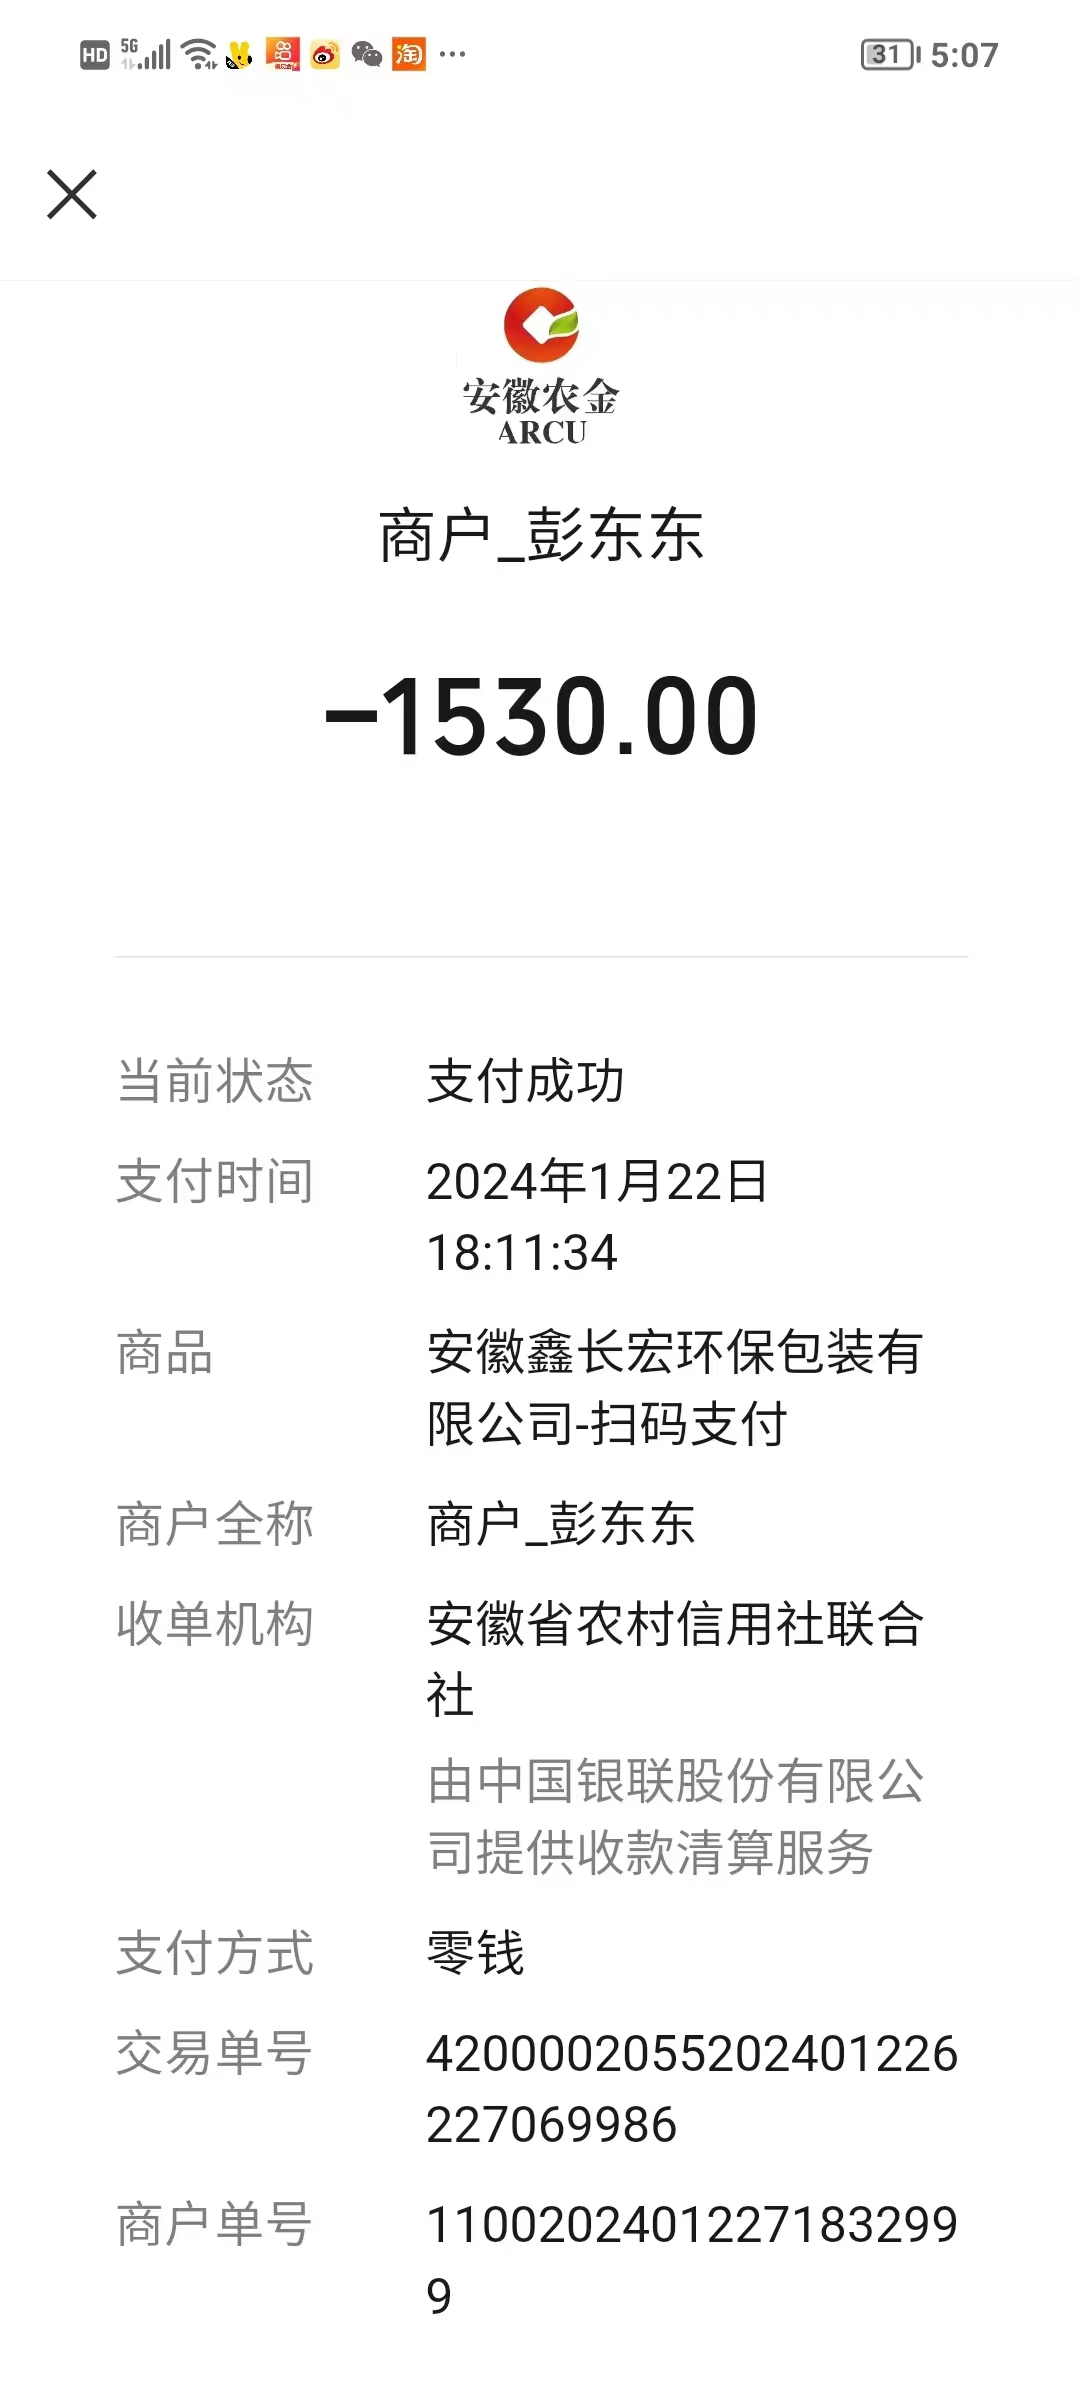 HD 5G 31 5:07
安徽农金
ARCU
商户_彭东东
-1530.00
当前状态 支付成功
支付时间 2024年1月22日
18:11:34
商品 安徽鑫长宏环保包装有
限公司-扫码支付
商户全称 商户_彭东东
收单机构 安徽省农村信用社联合
社
由中国银联股份有限公
司提供收款清算服务
支付方式 零钱
交易单号 4200002055202401226
227069986
商户单号 1100202401227183299
9